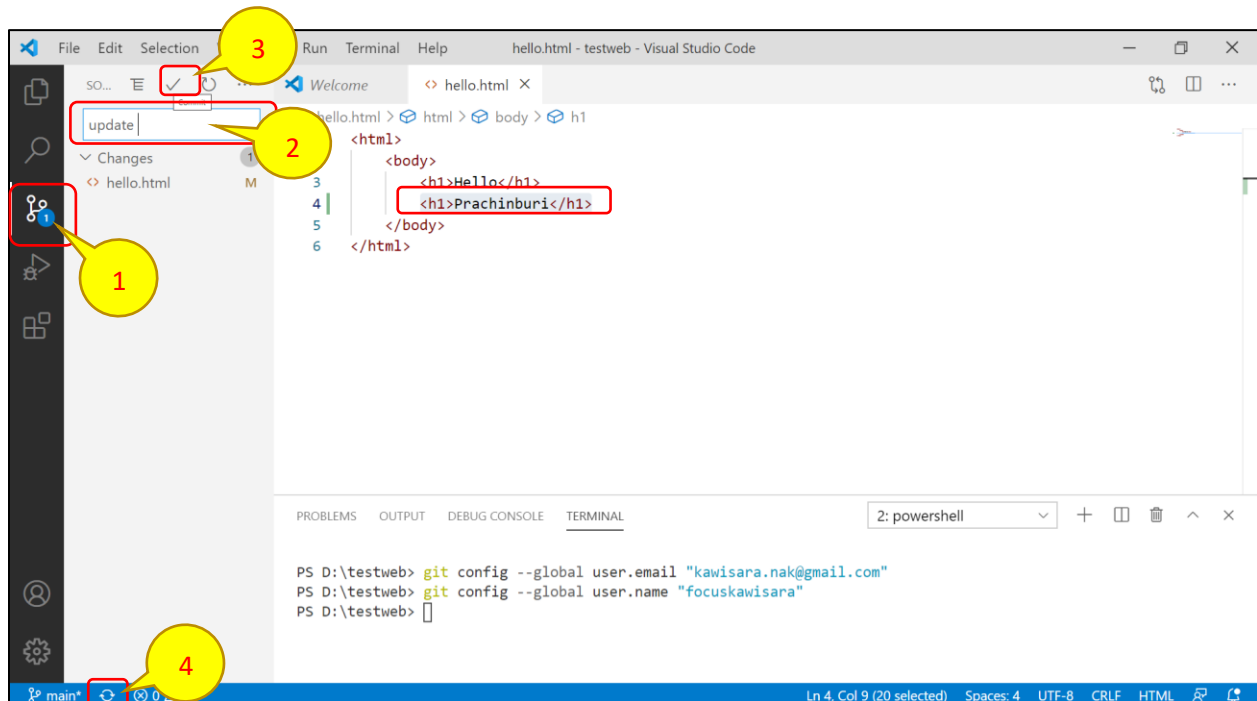 File Edit Selection Run Terminal Help hello.html - testweb - Visual Studio Code
3
SO... Welcome hello.html
Commit
update
hello.html > html > body > h1
2
<html>
Changes 1
<body>
hello.html M
3 <h1>Hello</h1>
4 <h1>Prachinburi</h1>
5 </body>
6 </html>
1
1
PROBLEMS OUTPUT DEBUG CONSOLE TERMINAL 2: powershell
PS D:\testweb> git config --global user.email "kawisara.nak@gmail.com"
PS D:\testweb> git config --global user.name "focuskawisara"
PS D:\testweb>
4
main* 0 Ln 4, Col 9 (20 selected) Spaces: 4 UTF-8 CRLF HTML